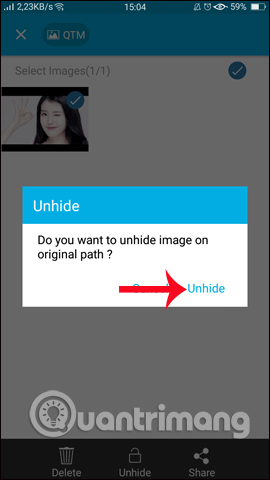 2,23KB/s 15:04 59%
QTM
Select Images(1/1)
Unhide
Do you want to unhide image on
original path ?
Unhide
Quantrimang
Delete Unhide Share